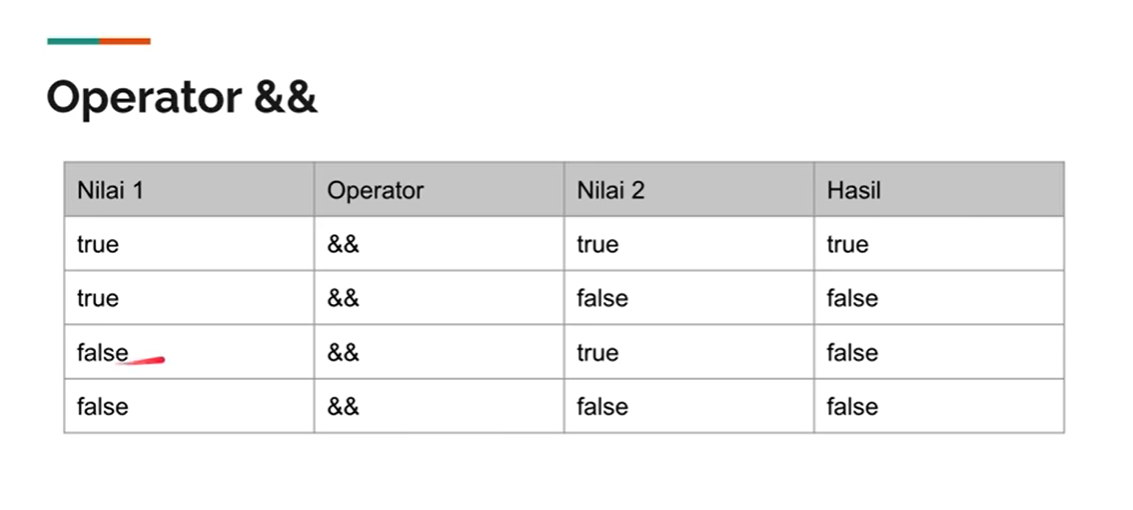 Operator &&
Nilai 1 Operator Nilai 2 Hasil
true && true true
true && false false
false && true false
false && false false